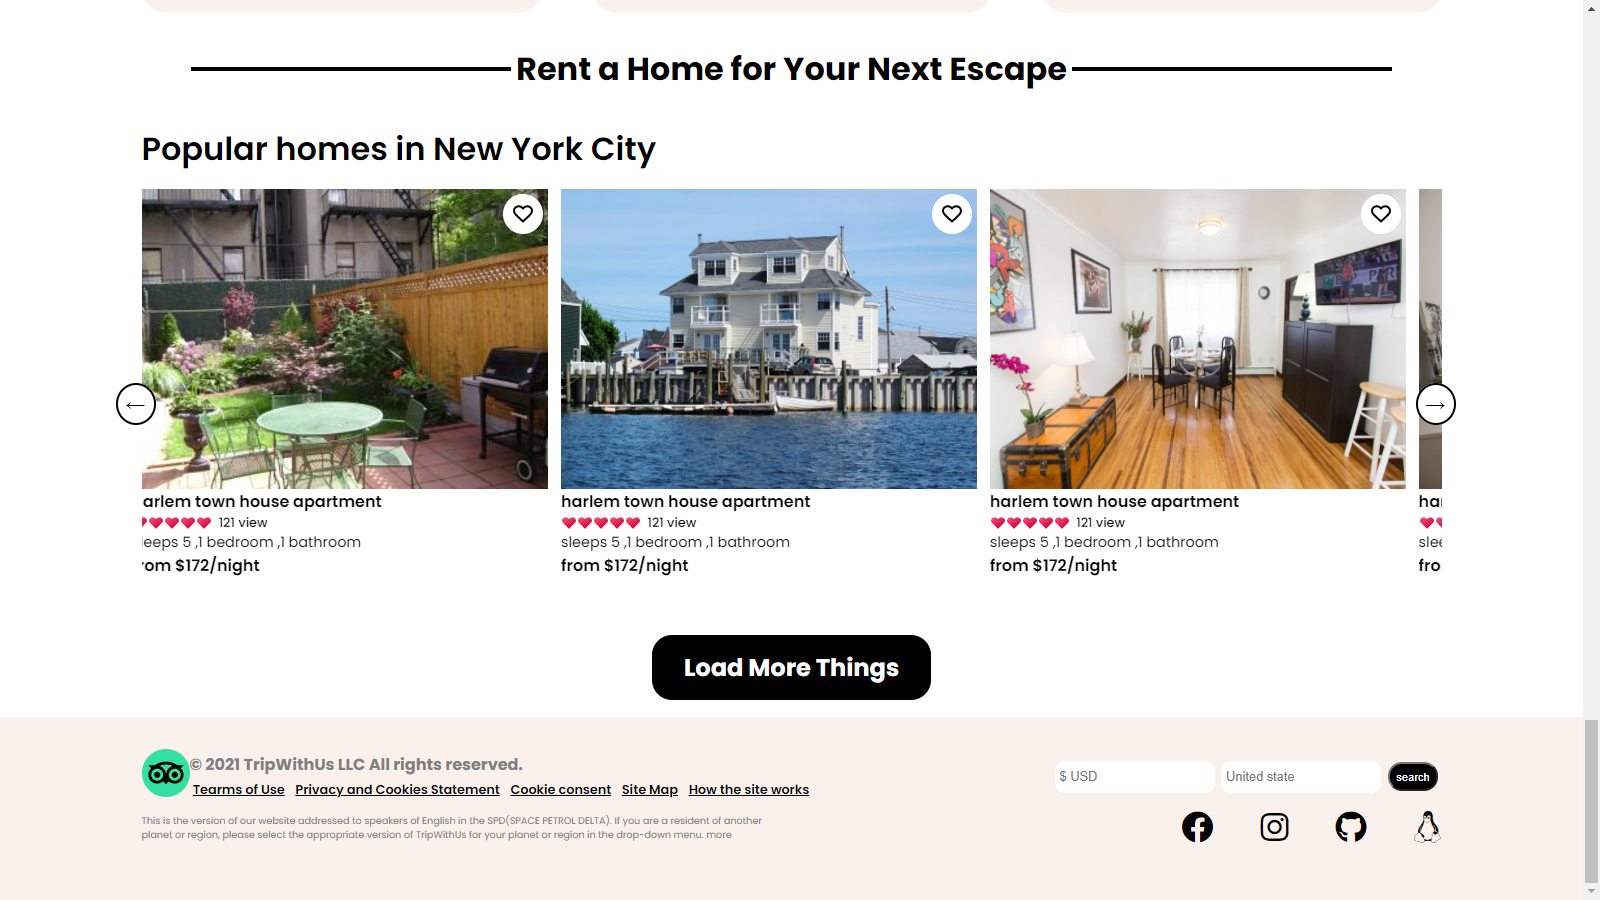 Rent a Home for Your Next Escape
Popular homes in New York City
←
→
arlem town house apartment
121 view
leeps 5 ,1 bedroom ,1 bathroom
rom $172/night
harlem town house apartment
121 view
sleeps 5 ,1 bedroom ,1 bathroom
from $172/night
harlem town house apartment
121 view
sleeps 5 ,1 bedroom ,1 bathroom
from $172/night
har
slee
fro
Load More Things
© 2021 TripWithUs LLC All rights reserved.
Tearms of Use Privacy and Cookies Statement Cookie consent Site Map How the site works
This is the version of our website addressed to speakers of English in the SPD(SPACE PETROL DELTA). If you are a resident of another
planet or region, please select the appropriate version of TripWithUs for your planet or region in the drop-down menu. more
$ USD
United state
search